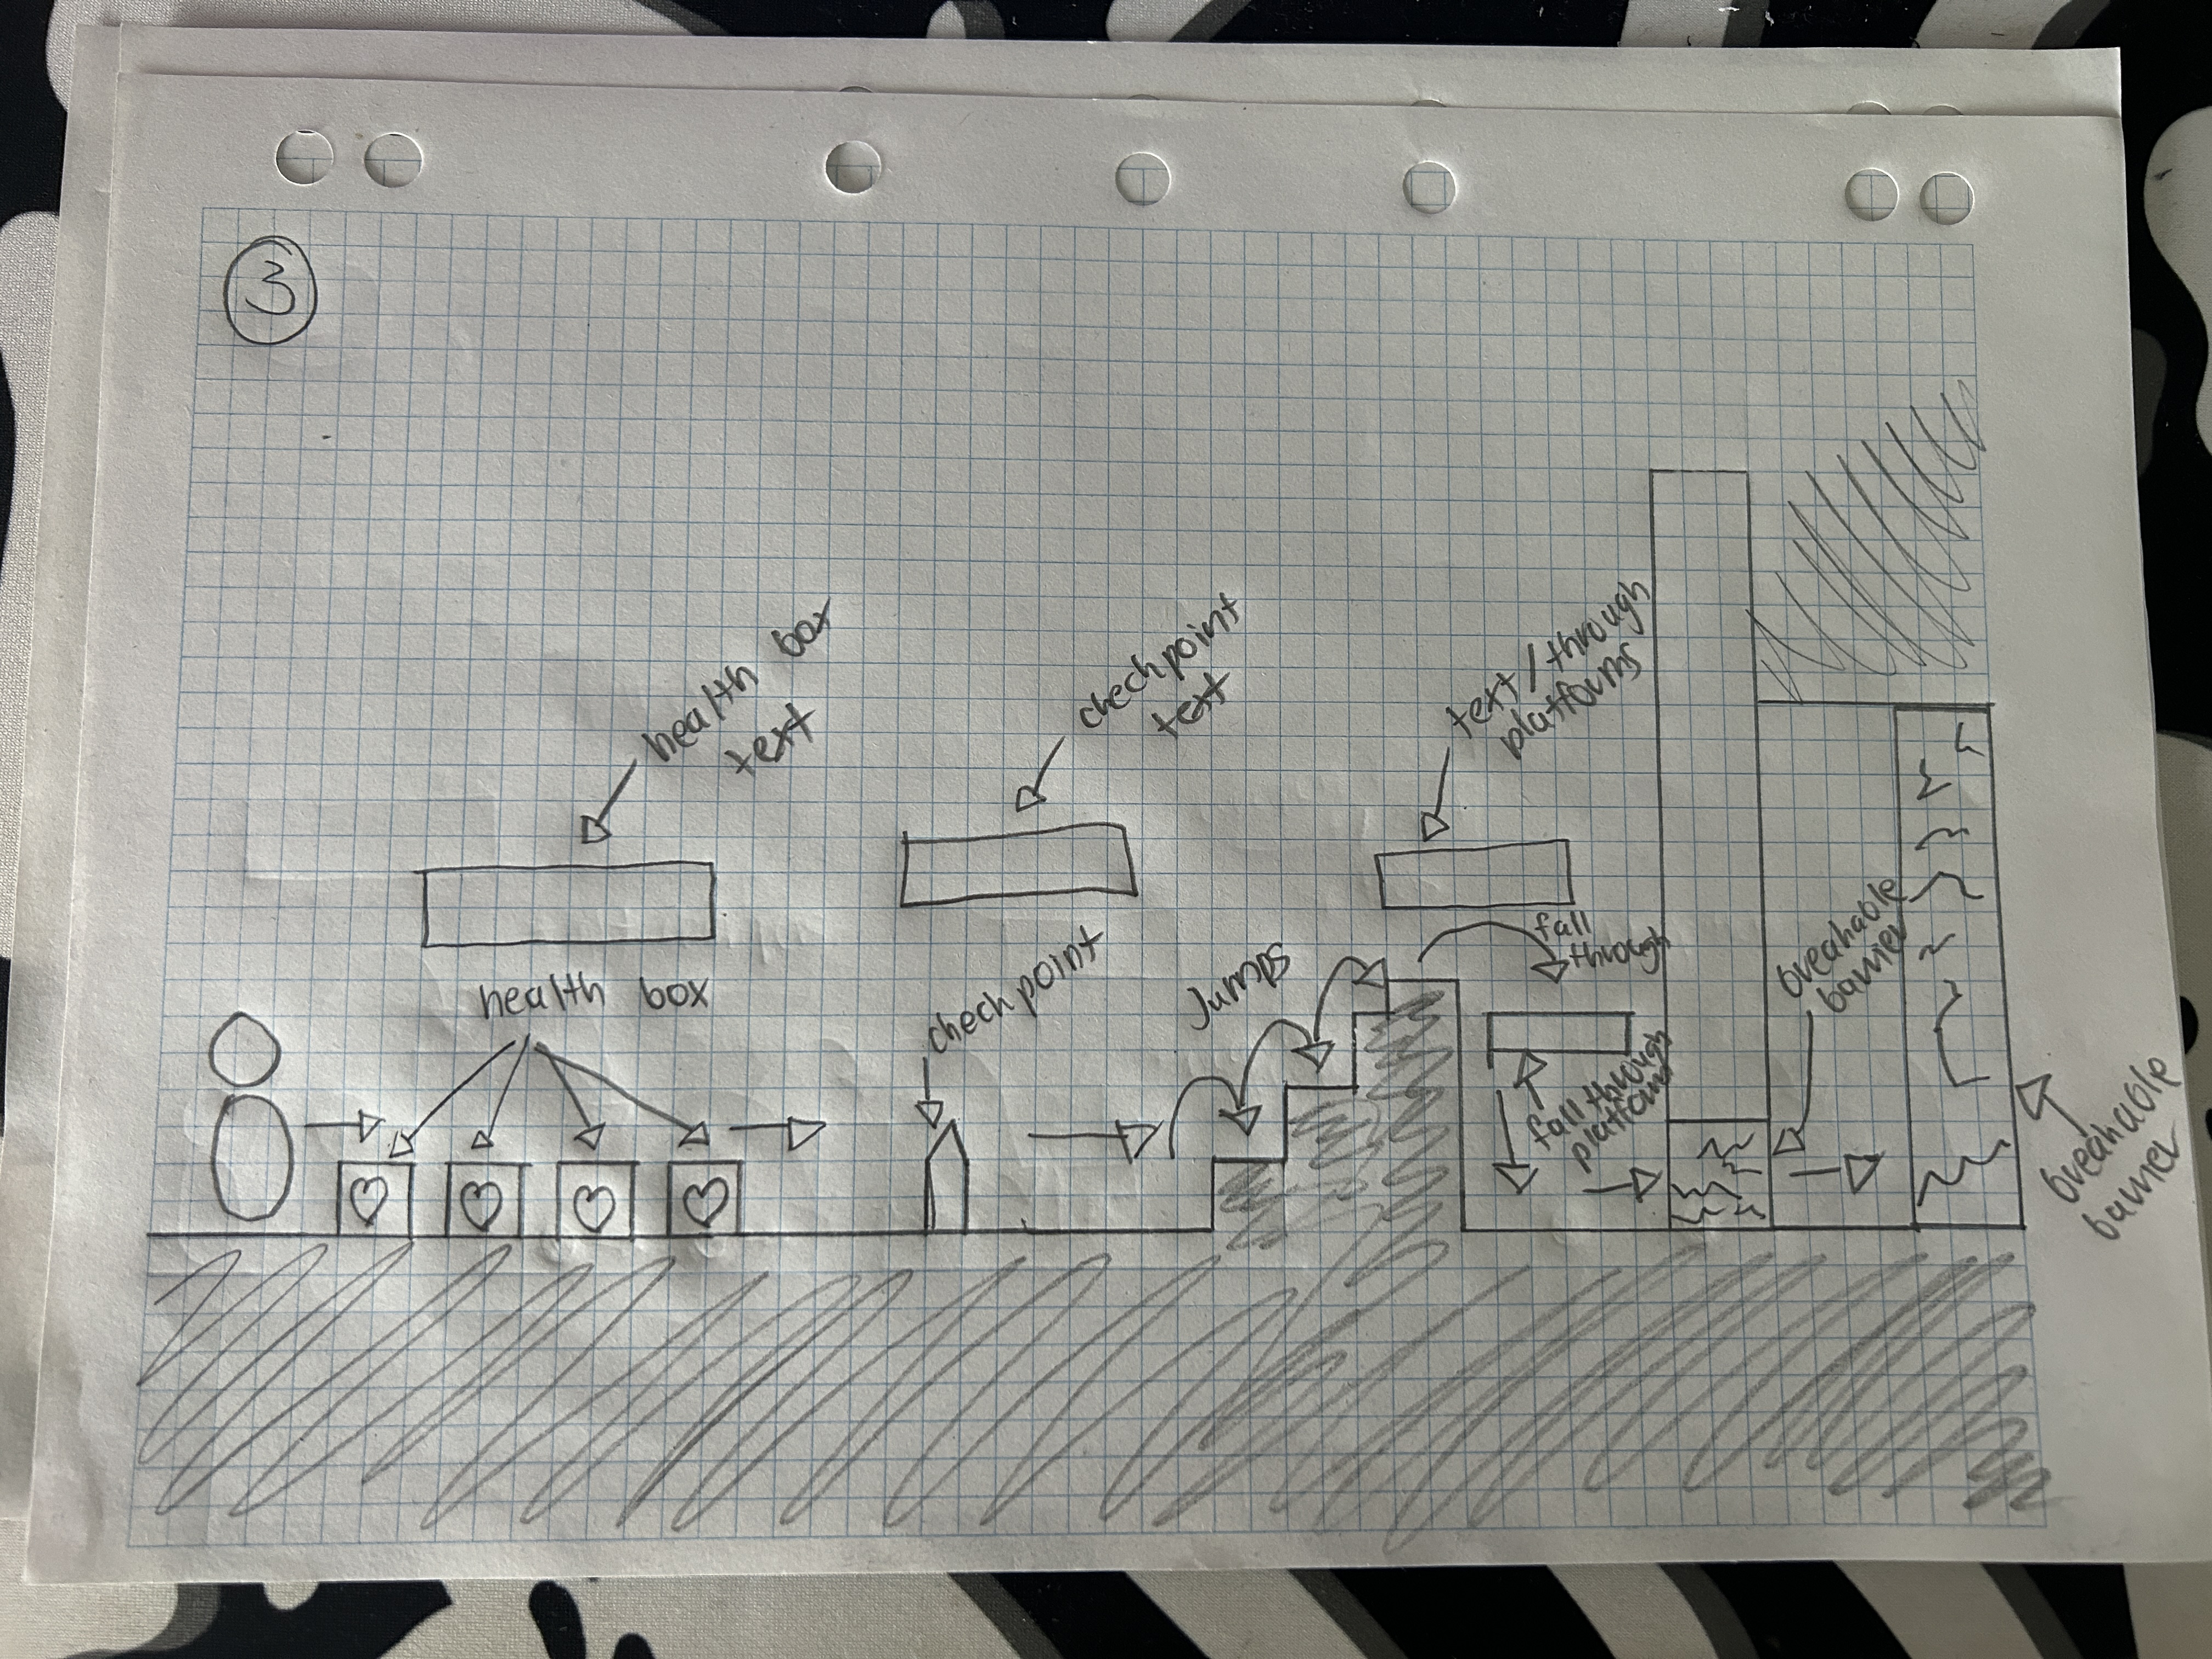 3
health box
text
health box
checkpoint
text
checkpoint
Jumps
text/through
platforms
fall
through
fall through
platform
breakable
barrier
breakable
barrier